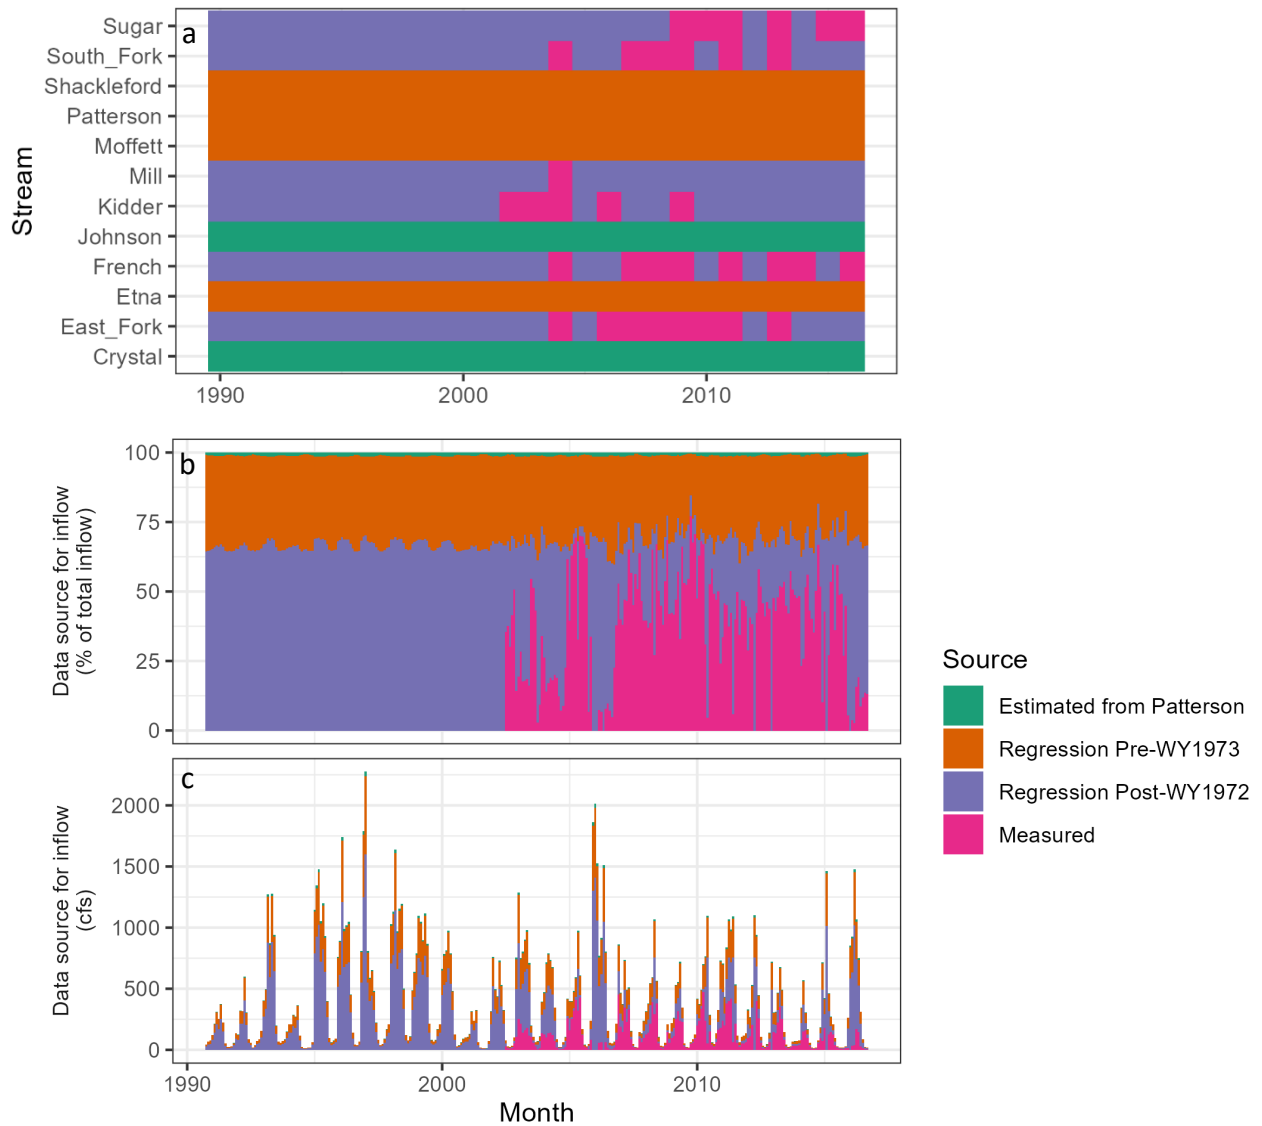 a
Stream
Sugar
South_Fork
Shackleford
Patterson
Moffett
Mill
Kidder
Johnson
French
Etna
East_Fork
Crystal
1990 2000 2010
b
Data source for inflow
(% of total inflow)
100
75
50
25
0
c
Data source for inflow
(cfs)
2000
1500
1000
500
0
1990 2000 2010
Month
Source
Estimated from Patterson
Regression Pre-WY1973
Regression Post-WY1972
Measured